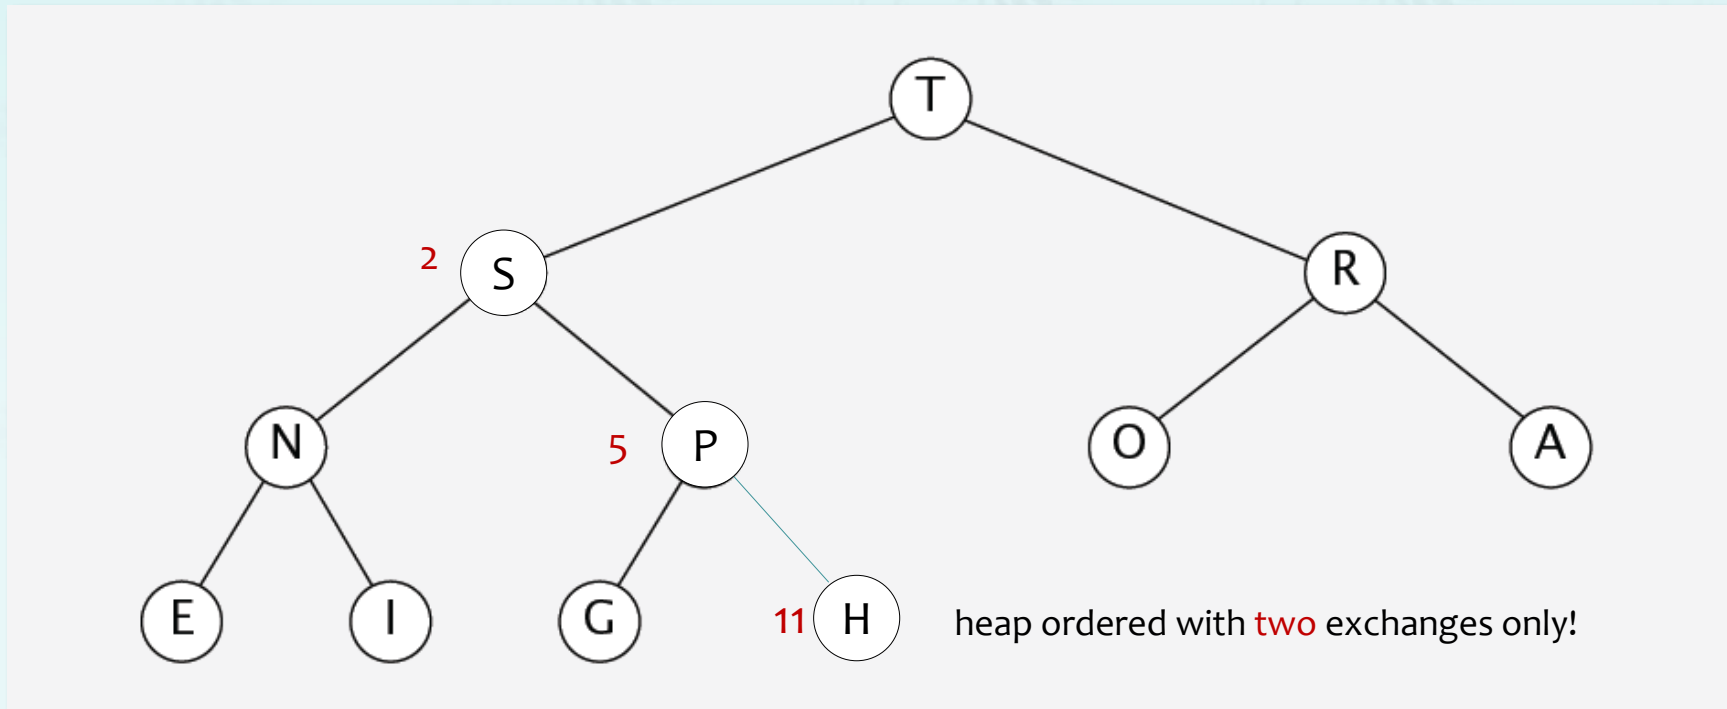 T
2 S R
N 5 P O A
E I G 11 H heap ordered with two exchanges only!